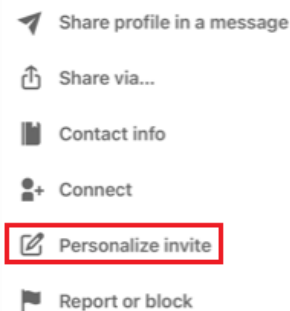 Share profile in a message
Share via...
Contact info
Connect
Personalize invite
Report or block